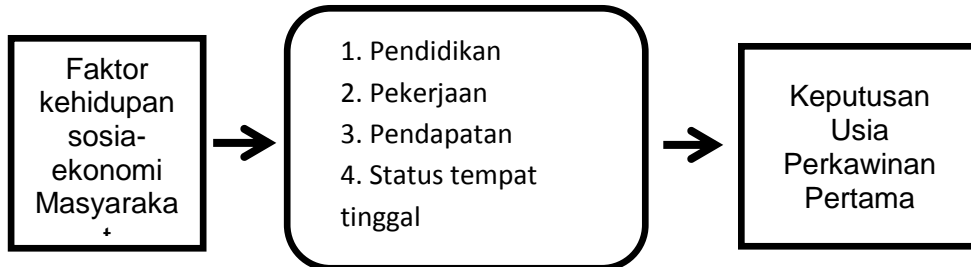 Faktor
kehidupan
sosia-
ekonomi
Masyaraka
t
1. Pendidikan
2. Pekerjaan
3. Pendapatan
4. Status tempat
tinggal
Keputusan
Usia
Perkawinan
Pertama